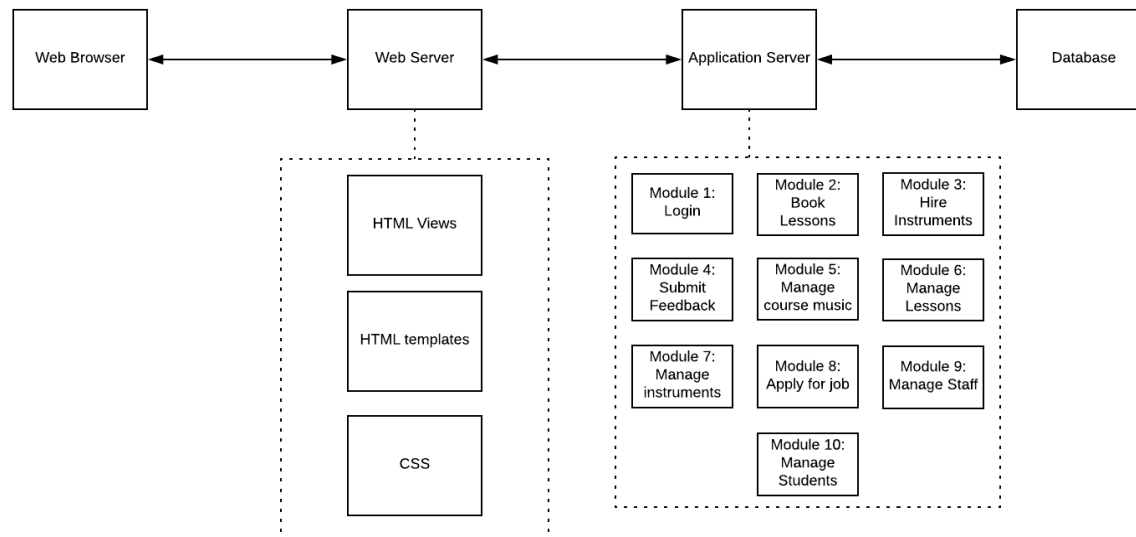 Web Browser
Web Server
Application Server
Database
HTML Views
HTML templates
CSS
Module 1:
Login
Module 2:
Book
Lessons
Module 3:
Hire
Instruments
Module 4:
Submit
Feedback
Module 5:
Manage
course music
Module 6:
Manage
Lessons
Module 7:
Manage
instruments
Module 8:
Apply for job
Module 9:
Manage Staff
Module 10:
Manage
Students